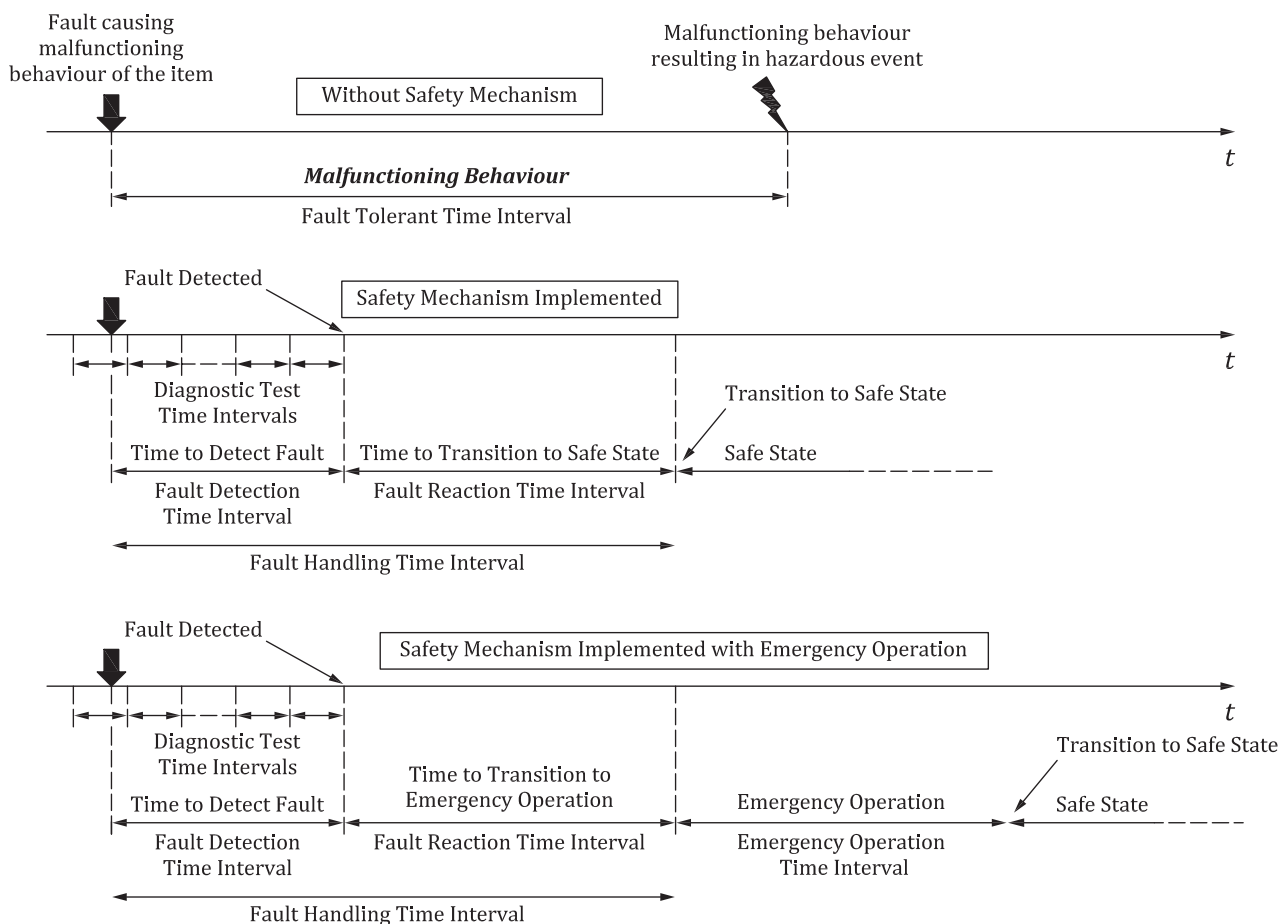 Fault causing
malfunctioning
behaviour of the item
Malfunctioning behaviour
resulting in hazardous event
Without Safety Mechanism
t
Malfunctioning Behaviour
Fault Tolerant Time Interval
Fault Detected
Safety Mechanism Implemented
t
Diagnostic Test
Time Intervals
Transition to Safe State
Time to Detect Fault
Time to Transition to Safe State
Safe State
Fault Detection
Time Interval
Fault Reaction Time Interval
Fault Handling Time Interval
Fault Detected
Safety Mechanism Implemented with Emergency Operation
t
Diagnostic Test
Time Intervals
Transition to Safe State
Time to Detect Fault
Time to Transition to
Emergency Operation
Emergency Operation
Safe State
Fault Detection
Time Interval
Fault Reaction Time Interval
Emergency Operation
Time Interval
Fault Handling Time Interval